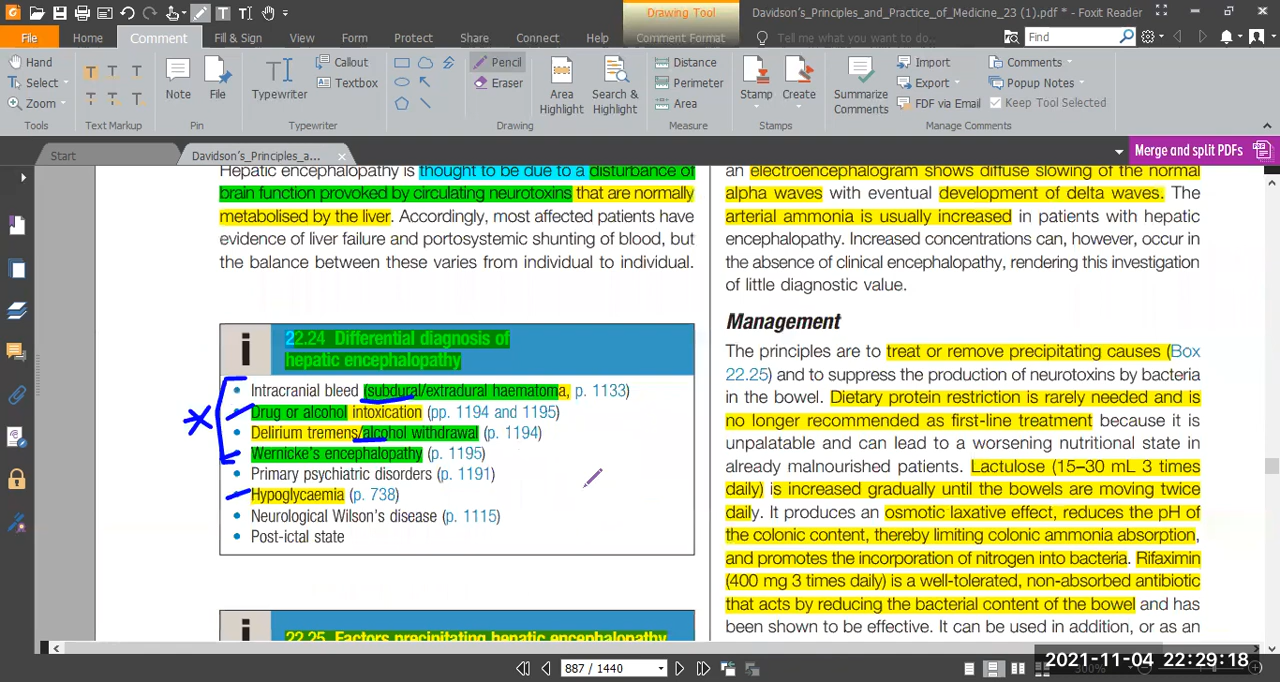 Drawing Tool
Davidson's_Principles_and_Practice_of_Medicine_23 (1).pdf * - Foxit Reader
File Home Comment Fill & Sign View Form Protect Share Connect Help Comment Format Tell me what you want to do.. Find
Hand
Select
Zoom
Tools
T T T
T T T
Text Markup
Note
File
Pin
Typewriter
Callout
Textbox
Typewriter
Pencil
Eraser
Drawing
Area Highlight
Search & Highlight
Distance
Perimeter
Area
Measure
Stamp
Create
Stamps
Summarize Comments
Import
Export
FDF via Email
Comments
Popup Notes
Keep Tool Selected
Manage Comments
Start
Davidson's_Principles_a...
Merge and split PDFs
Hepatic encephalopathy is thought to be due to a disturbance of
brain function provoked by circulating neurotoxins that are normally
metabolised by the liver. Accordingly, most affected patients have
evidence of liver failure and portosystemic shunting of blood, but
the balance between these varies from individual to individual.
i
22.24 Differential diagnosis of
hepatic encephalopathy
• Intracranial bleed (subdural/extradural haematoma, p. 1133)
• Drug or alcohol intoxication (pp. 1194 and 1195)
• Delirium tremens/alcohol withdrawal (p. 1194)
• Wernicke's encephalopathy (p. 1195)
• Primary psychiatric disorders (p. 1191)
• Hypoglycaemia (p. 738)
• Neurological Wilson's disease (p. 1115)
• Post-ictal state
i
22.25 Factors precipitating hepatic encephalopathy
an electroencephalogram shows diffuse slowing of the normal
alpha waves with eventual development of delta waves. The
arterial ammonia is usually increased in patients with hepatic
encephalopathy. Increased concentrations can, however, occur in
the absence of clinical encephalopathy, rendering this investigation
of little diagnostic value.
Management
The principles are to treat or remove precipitating causes (Box
22.25) and to suppress the production of neurotoxins by bacteria
in the bowel. Dietary protein restriction is rarely needed and is
no longer recommended as first-line treatment because it is
unpalatable and can lead to a worsening nutritional state in
already malnourished patients. Lactulose (15–30 mL 3 times
daily) is increased gradually until the bowels are moving twice
daily. It produces an osmotic laxative effect, reduces the pH of
the colonic content, thereby limiting colonic ammonia absorption,
and promotes the incorporation of nitrogen into bacteria. Rifaximin
(400 mg 3 times daily) is a well-tolerated, non-absorbed antibiotic
that acts by reducing the bacterial content of the bowel and has
been shown to be effective. It can be used in addition, or as an
887 / 1440
2021-11-04 22:29:18